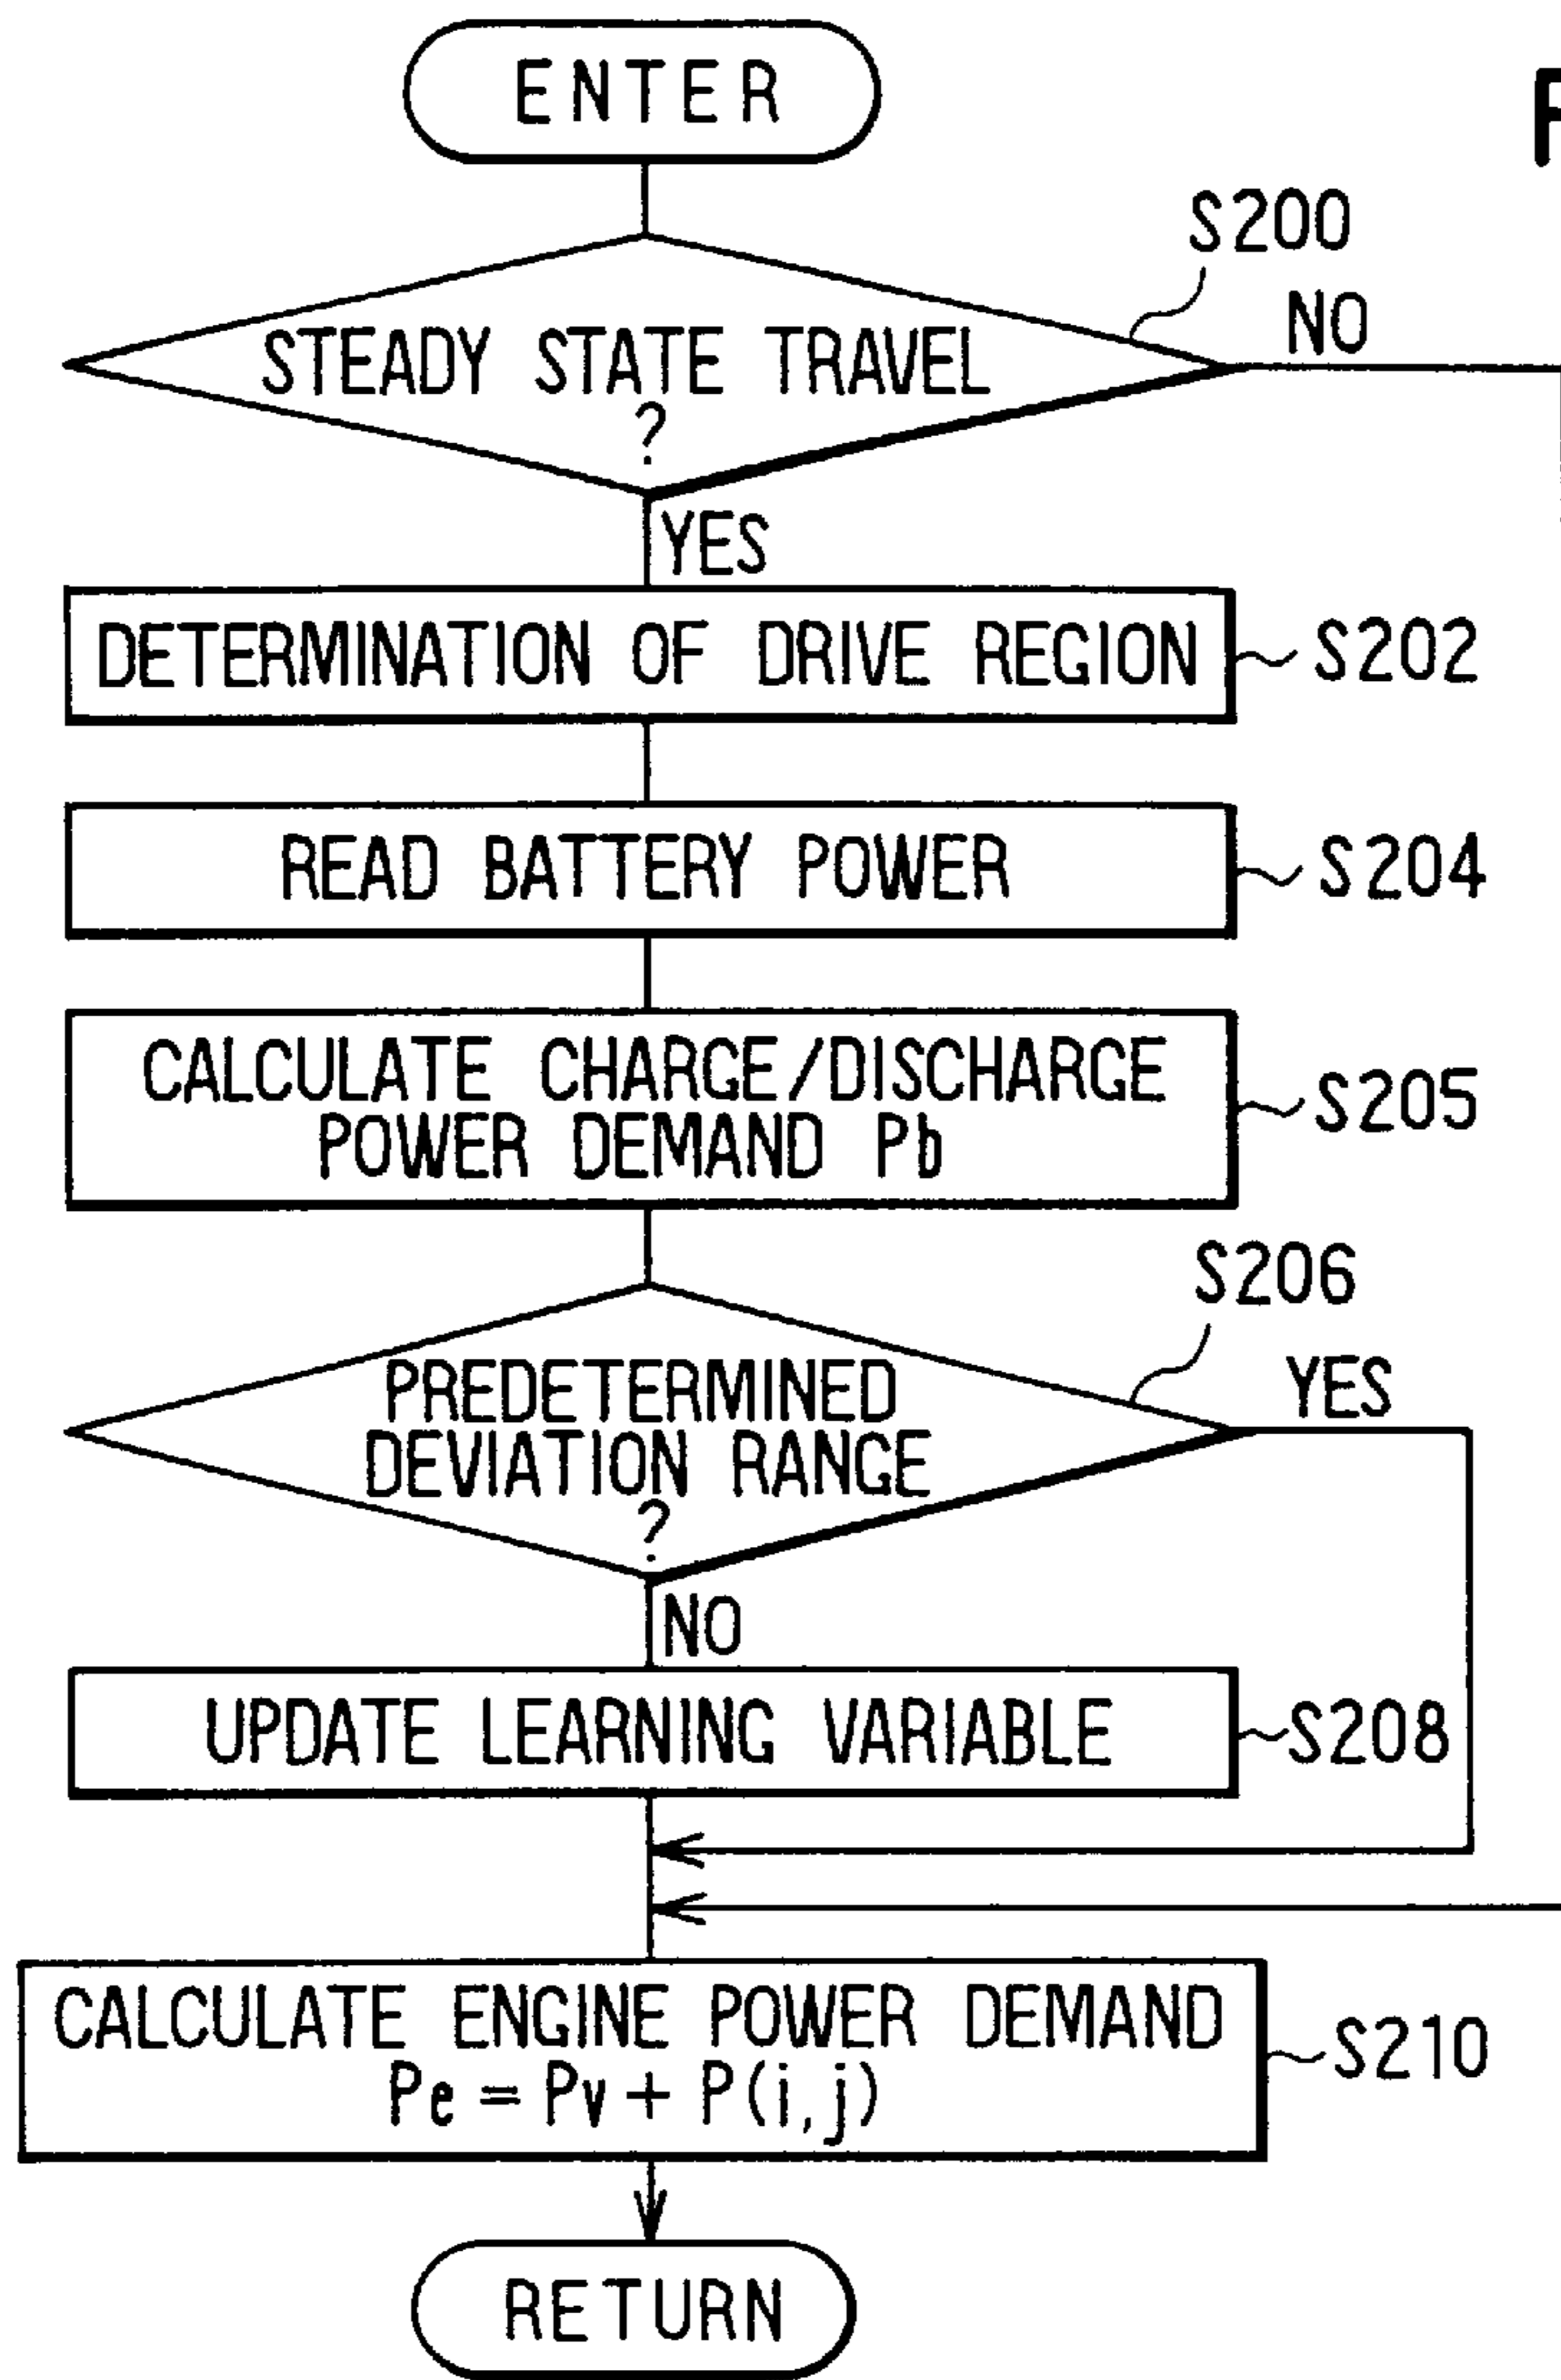 ENTER
S200
STEADY STATE TRAVEL
?
NO
YES
DETERMINATION OF DRIVE REGION
S202
READ BATTERY POWER
S204
CALCULATE CHARGE/DISCHARGE
POWER DEMAND Pb
S205
S206
PREDETERMINED
DEVIATION RANGE
?
YES
NO
UPDATE LEARNING VARIABLE
S208
CALCULATE ENGINE POWER DEMAND
Pe = Pv + P(i, j)
S210
RETURN